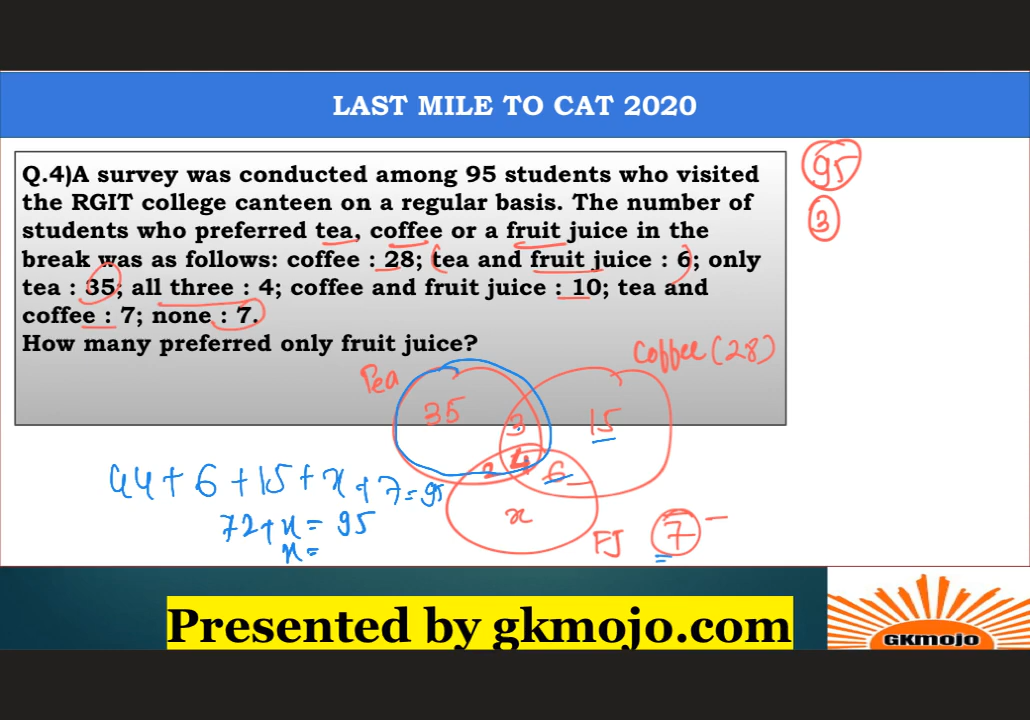 LAST MILE TO CAT 2020
95
3
Q.4)A survey was conducted among 95 students who visited
the RGIT college canteen on a regular basis. The number of
students who preferred tea, coffee or a fruit juice in the
break was as follows: coffee : 28; tea and fruit juice : 6; only
tea : 35; all three : 4; coffee and fruit juice : 10; tea and
coffee : 7; none : 7.
How many preferred only fruit juice?
Tea
Coffee (28)
35 3 15
2 4 6
x
FJ 7
44 + 6 + 15 + x + 7 = 95
72 + x = 95
x =
Presented by gkmojo.com
GKmojo